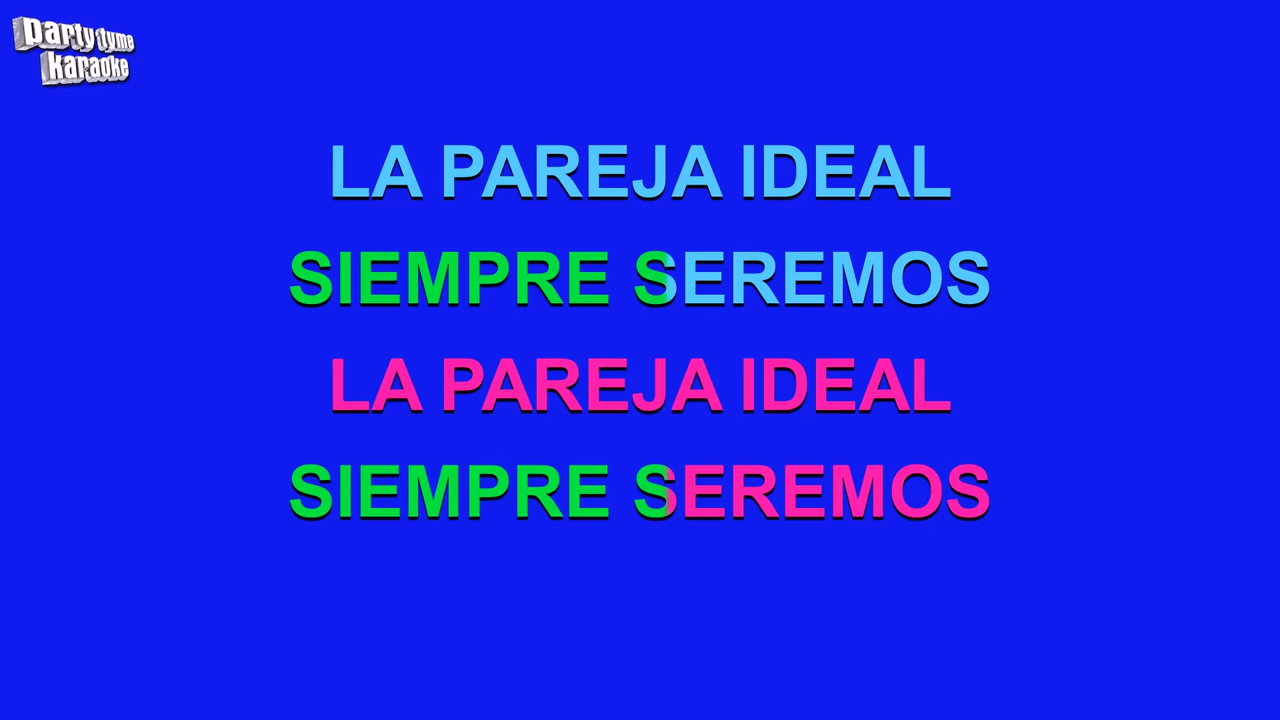 party tyme
karaoke
LA PAREJA IDEAL
SIEMPRE SEREMOS
LA PAREJA IDEAL
SIEMPRE SEREMOS